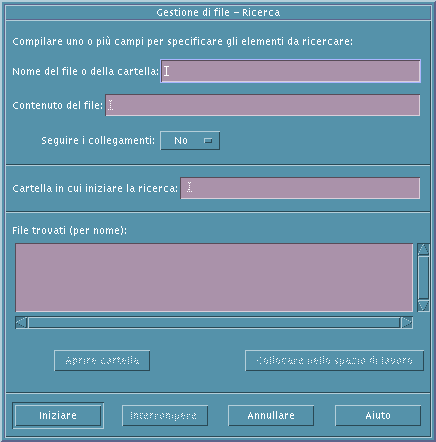 Gestione di file - Ricerca
Compilare uno o più campi per specificare gli elementi da ricercare:
Nome del file o della cartella:
Contenuto del file:
Seguire i collegamenti: No
Cartella in cui iniziare la ricerca:
File trovati (per nome):
Aprire cartella Collocare nello spazio di lavoro
Iniziare Interrompere Annullare Aiuto